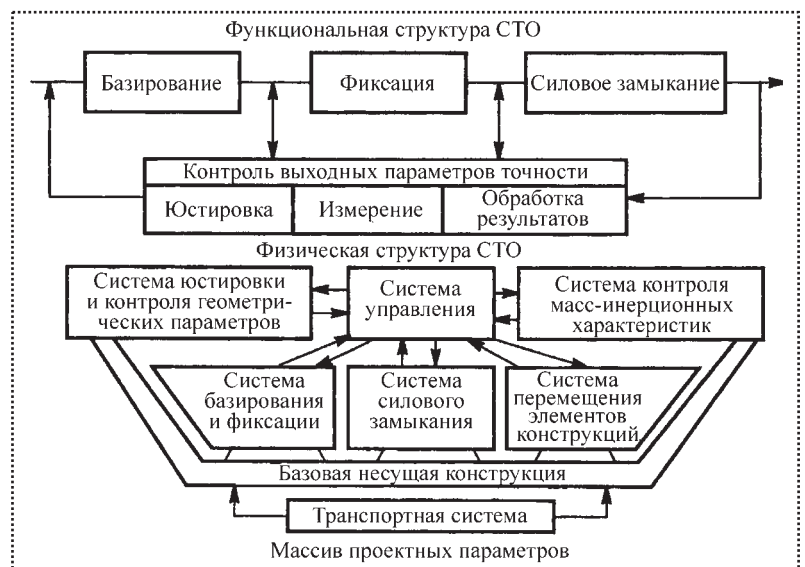 Функциональная структура СТО
Базирование
Фиксация
Силовое замыкание
Контроль выходных параметров точности
Юстировка
Измерение
Обработка
результатов
Физическая структура СТО
Система юстировки
и контроля геометри-
ческих параметров
Система
управления
Система контроля
масс-инерционных
характеристик
Система
базирования
и фиксации
Система
силового
замыкания
Система
перемещения
элементов
конструкций
Базовая несущая конструкция
Транспортная система
Массив проектных параметров